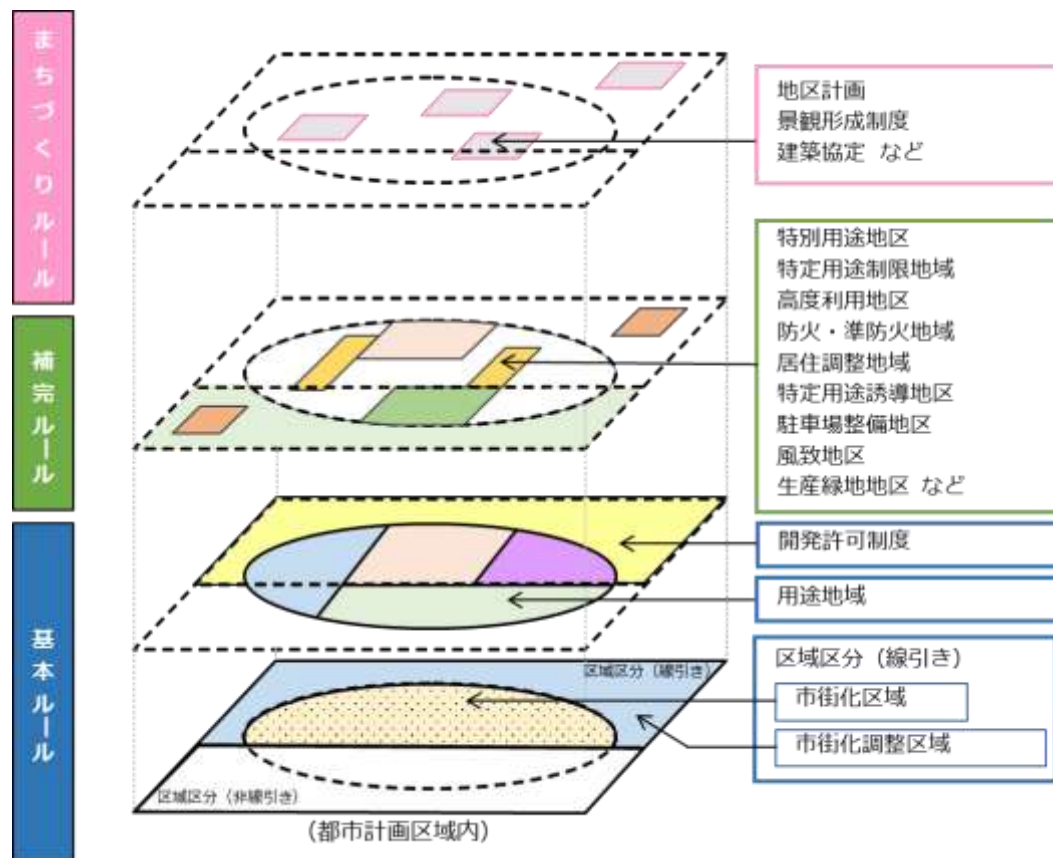 まちづくりルール
地区計画
景観形成制度
建築協定 など
補完ルール
特別用途地区
特定用途制限地域
高度利用地区
防火・準防火地域
居住調整地域
特定用途誘導地区
駐車場整備地区
風致地区
生産緑地地区 など
基本ルール
開発許可制度
用途地域
区域区分（線引き）
市街化区域
市街化調整区域
区域区分（線引き）
区域区分（非線引き）
（都市計画区域内）